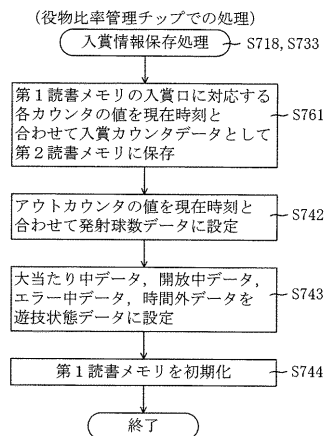 (役物比率管理チップでの処理)
入賞情報保存処理
S718, S733
第1読書メモリの入賞口に対応する
各カウンタの値を現在時刻と
合わせて入賞カウンタデータとして
第2読書メモリに保存
S761
アウトカウンタの値を現在時刻と
合わせて発射球数データに設定
S742
大当たり中データ,開放中データ,
エラー中データ,時間外データを
遊技状態データに設定
S743
第1読書メモリを初期化
S744
終了